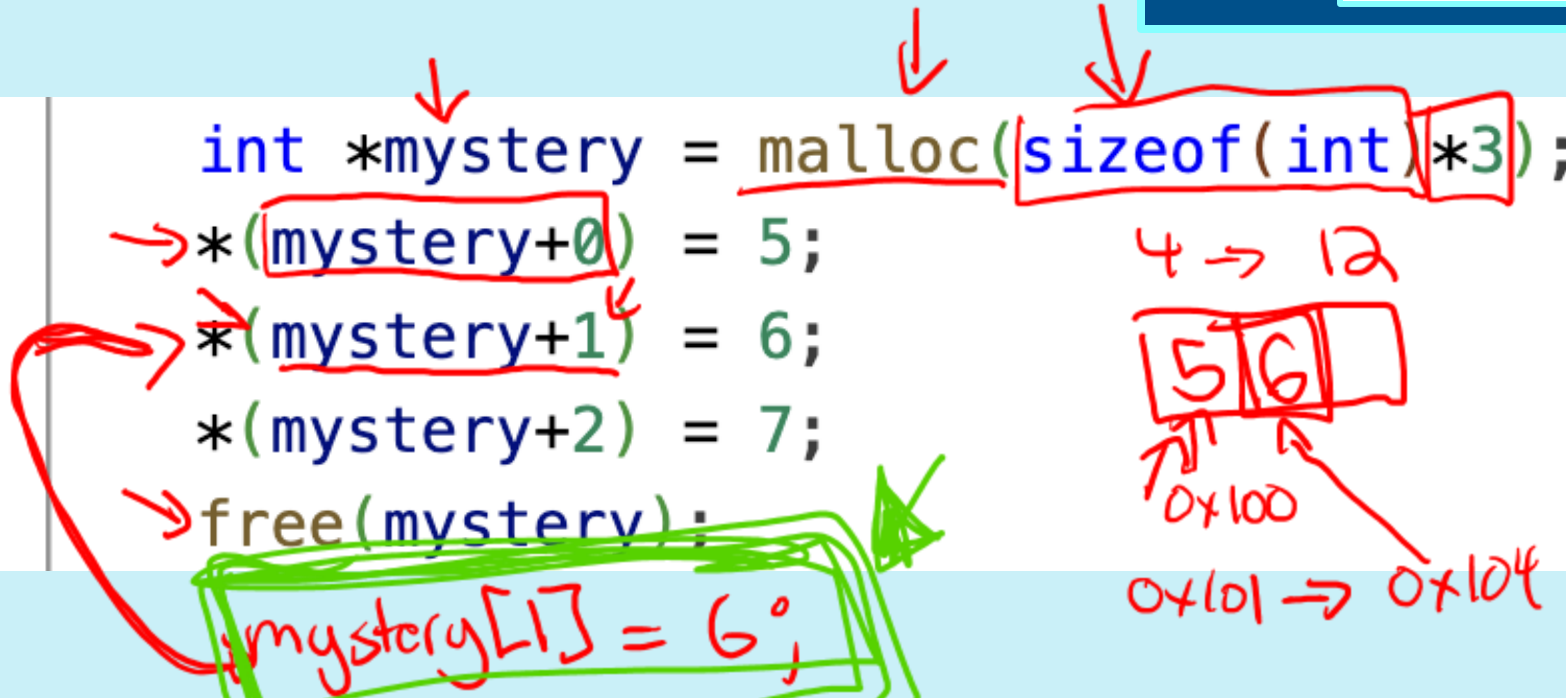 int *mystery = malloc(sizeof(int)*3);
*(mystery+0) = 5;
4 -> 12
*(mystery+1) = 6;
5 6
*(mystery+2) = 7;
0x100
free(mystery);
0x101 -> 0x104
mystery[1] = 6;